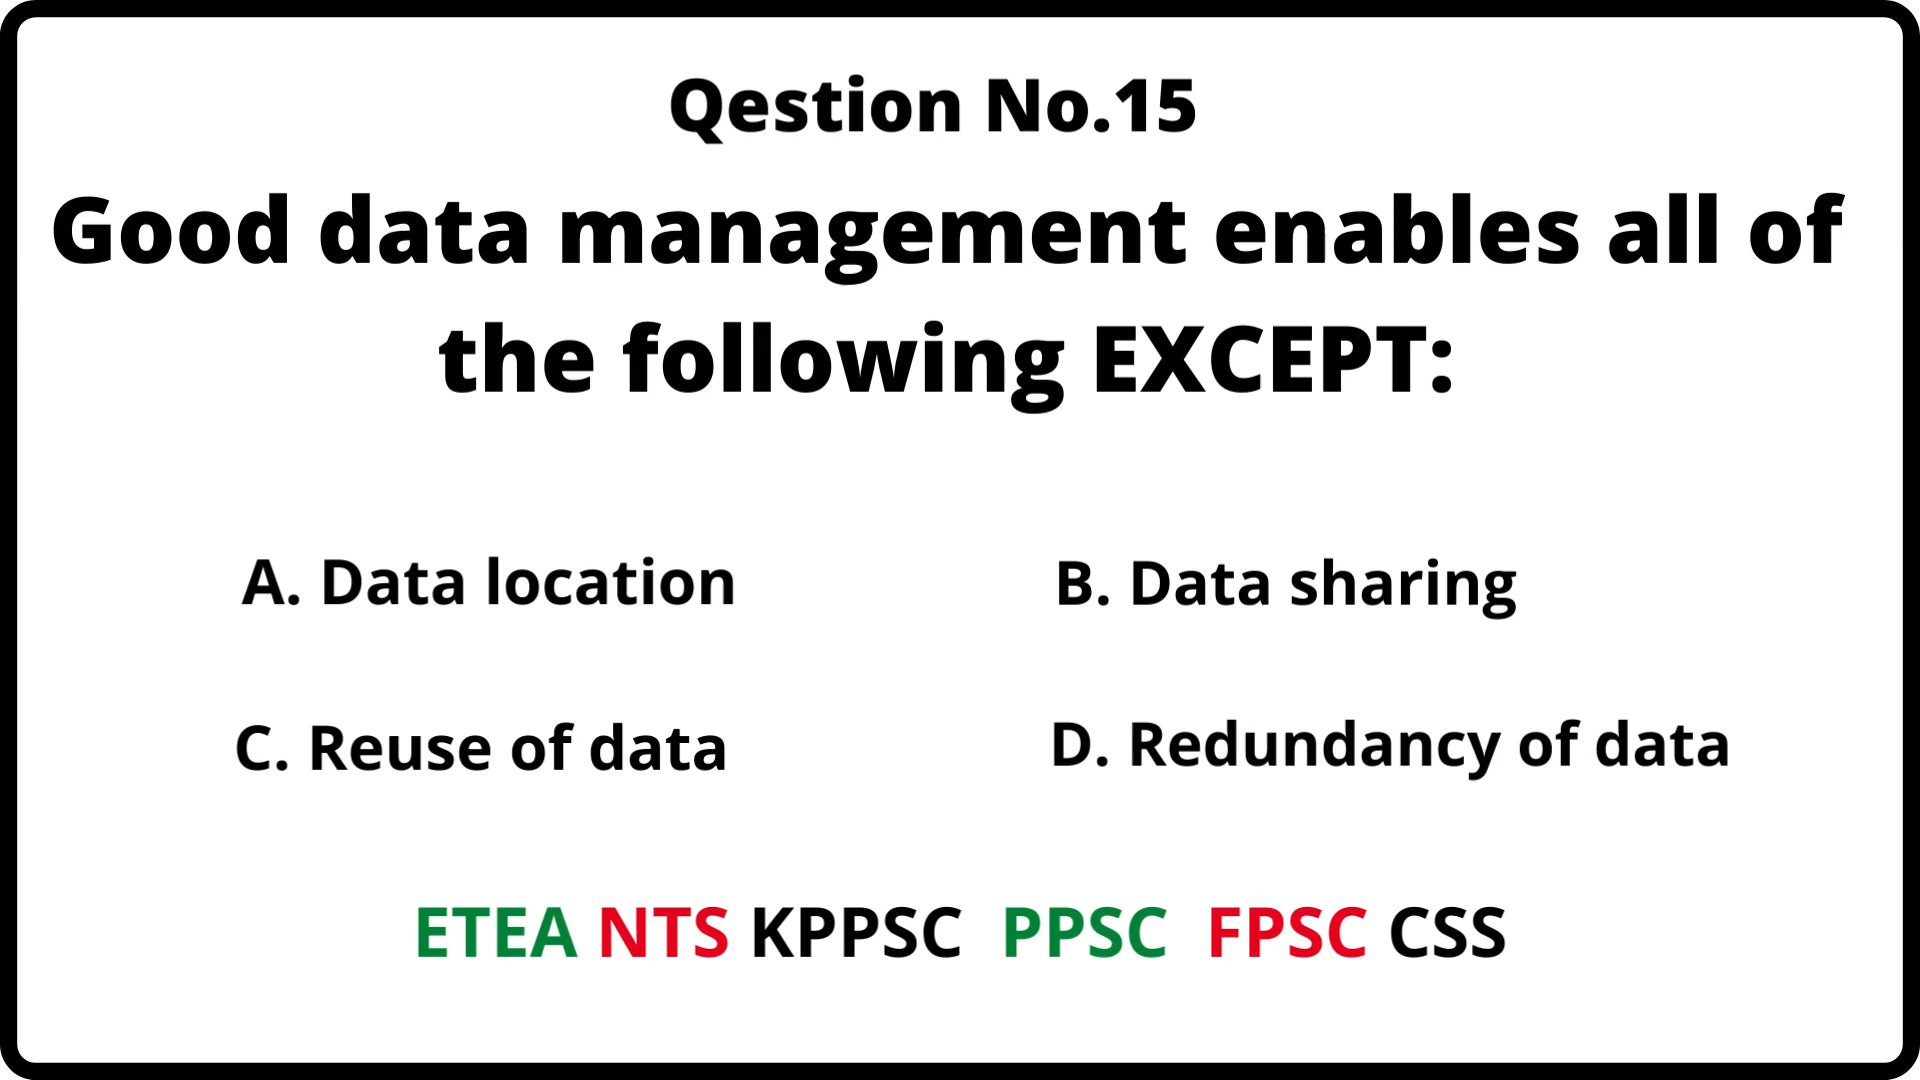 Qestion No.15
Good data management enables all of
the following EXCEPT:
A. Data location
B. Data sharing
C. Reuse of data
D. Redundancy of data
ETEA NTS KPPSC PPSC FPSC CSS